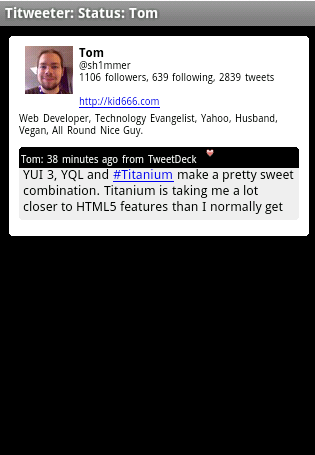 Titweeter: Status: Tom
Tom
@sh1mmer
1106 followers, 639 following, 2839 tweets
http://kid666.com
Web Developer, Technology Evangelist, Yahoo, Husband,
Vegan, All Round Nice Guy.
Tom: 38 minutes ago from TweetDeck
YUI 3, YQL and #Titanium make a pretty sweet
combination. Titanium is taking me a lot
closer to HTML5 features than I normally get